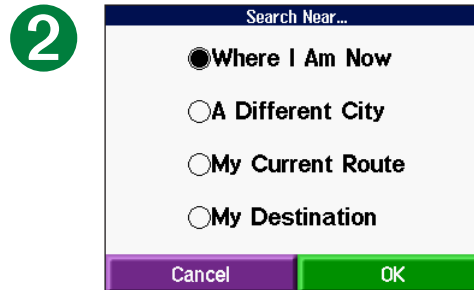 2
Search Near...
Where I Am Now
A Different City
My Current Route
My Destination
Cancel OK